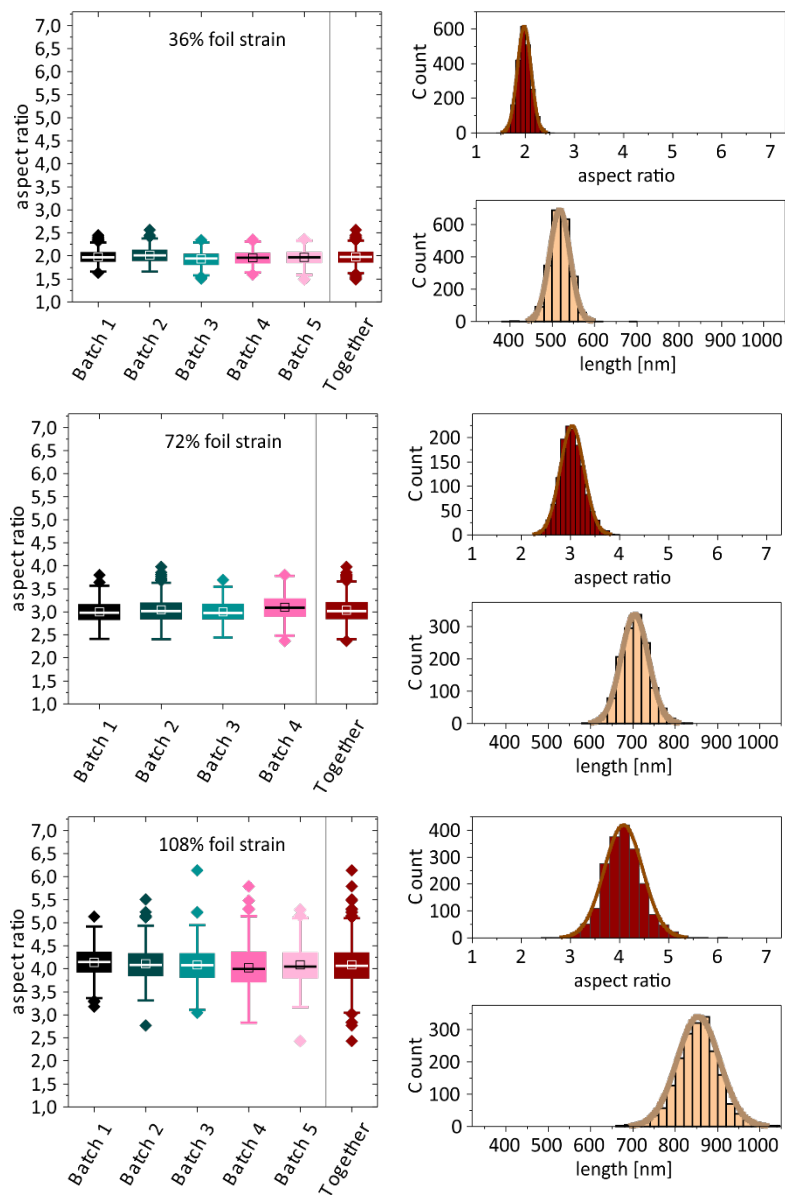 36% foil strain
aspect ratio
7,0
6,5
6,0
5,5
5,0
4,5
4,0
3,5
3,0
2,5
2,0
1,5
1,0
Batch 1
Batch 2
Batch 3
Batch 4
Batch 5
Together
Count
600
400
200
0
1 2 3 4 5 6 7
aspect ratio
Count
600
400
200
0
400 500 600 700 800 900 1000
length [nm]
72% foil strain
aspect ratio
7,0
6,5
6,0
5,5
5,0
4,5
4,0
3,5
3,0
2,5
2,0
1,5
1,0
Batch 1
Batch 2
Batch 3
Batch 4
Together
Count
200
150
100
50
0
1 2 3 4 5 6 7
aspect ratio
Count
300
200
100
0
400 500 600 700 800 900 1000
length [nm]
108% foil strain
aspect ratio
7,0
6,5
6,0
5,5
5,0
4,5
4,0
3,5
3,0
2,5
2,0
1,5
1,0
Batch 1
Batch 2
Batch 3
Batch 4
Batch 5
Together
Count
400
300
200
100
0
1 2 3 4 5 6 7
aspect ratio
Count
300
200
100
0
400 500 600 700 800 900 1000
length [nm]